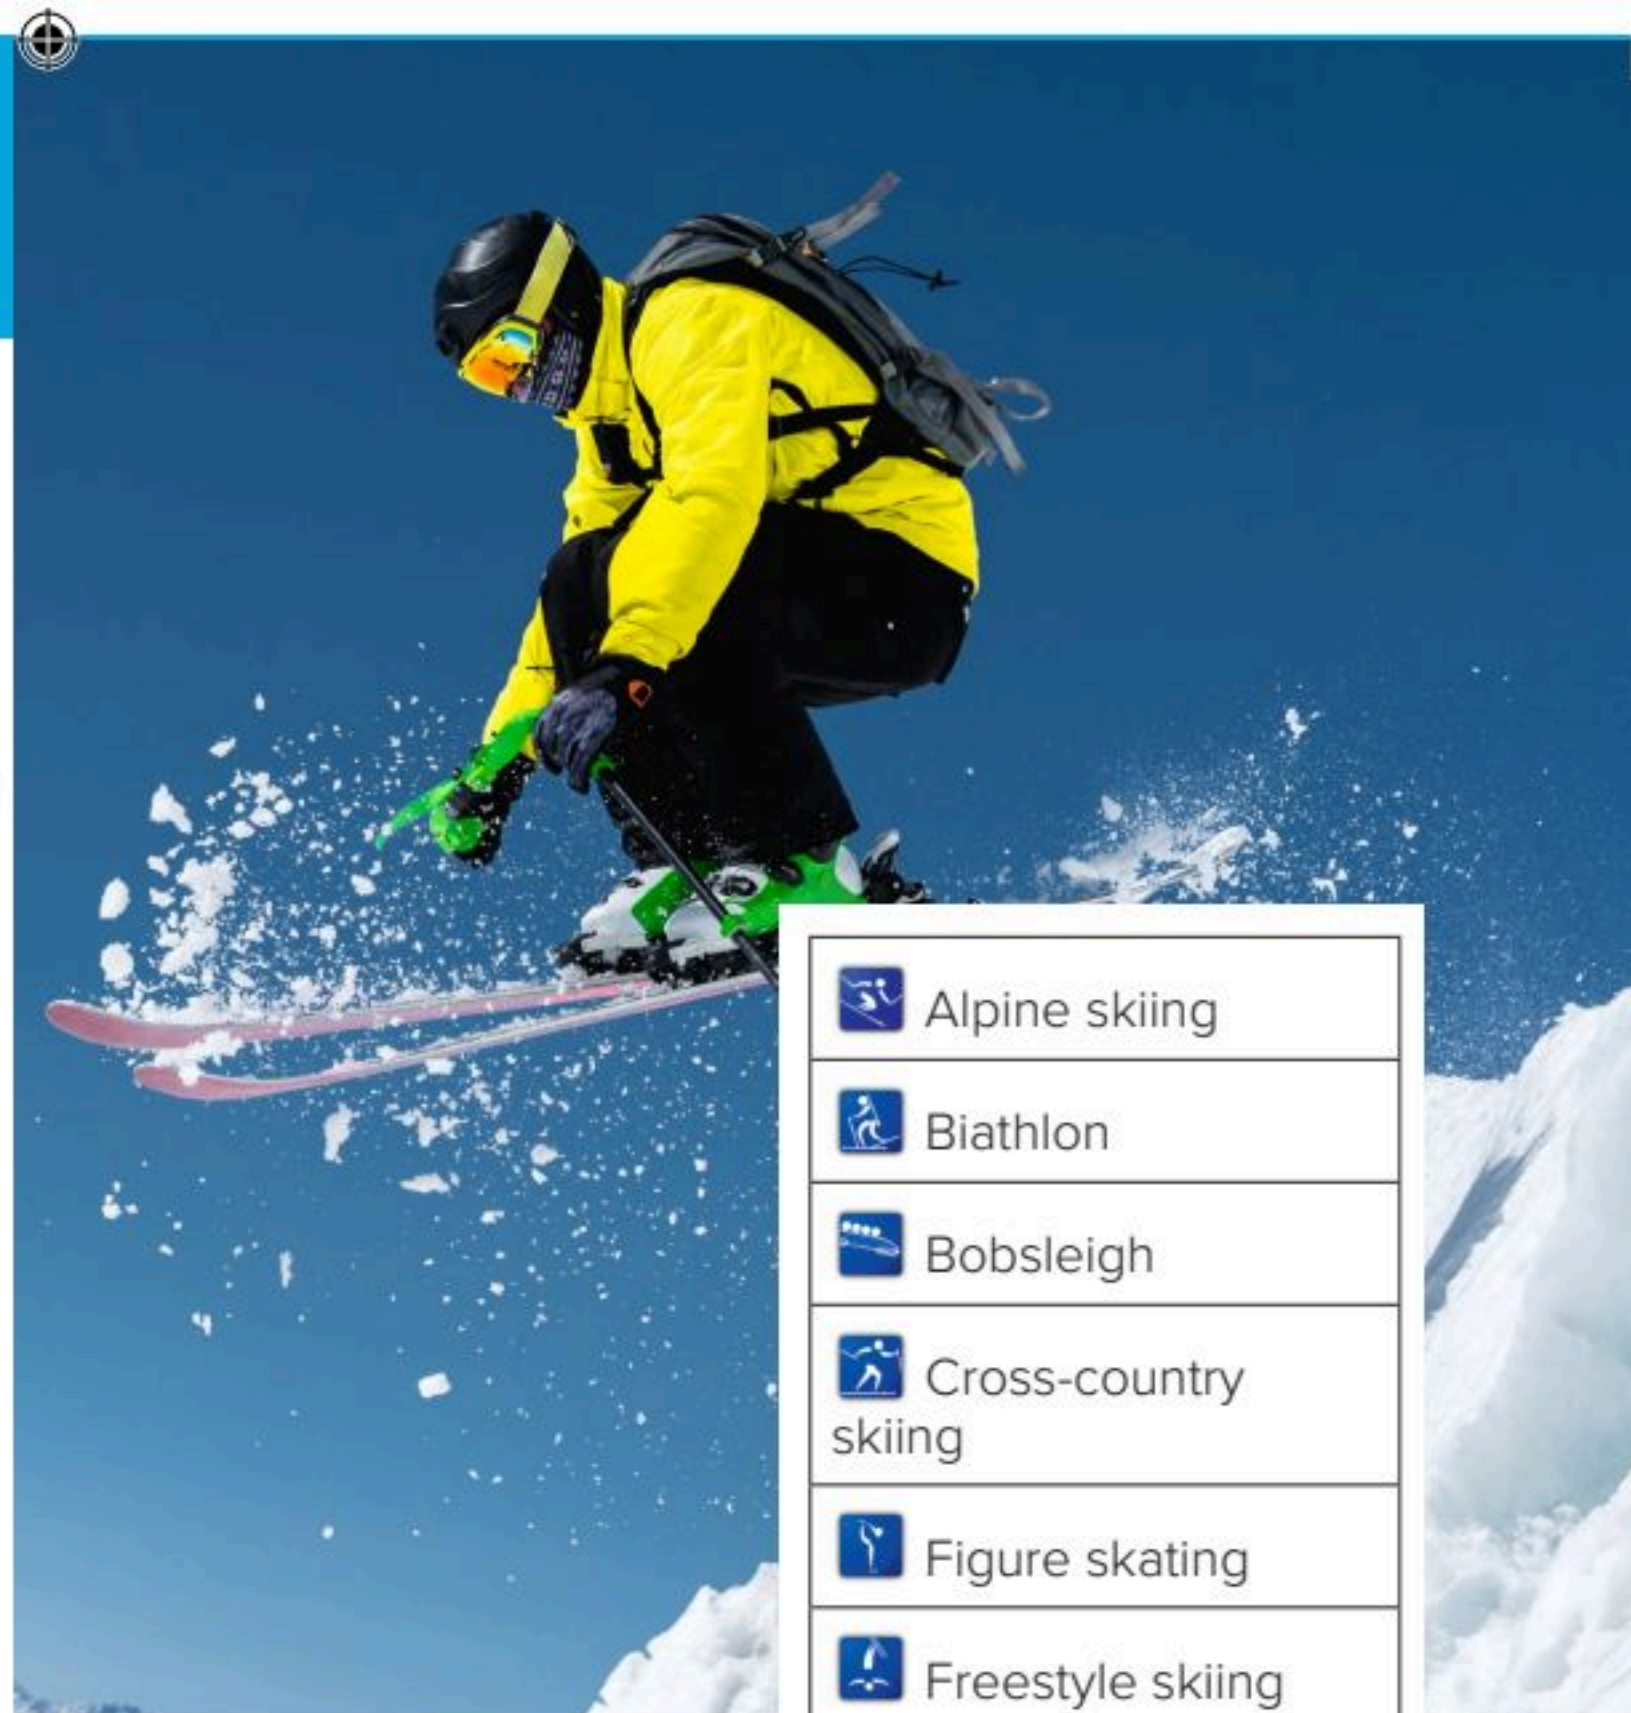 Alpine skiing
Biathlon
Bobsleigh
Cross-country
skiing
Figure skating
Freestyle skiing